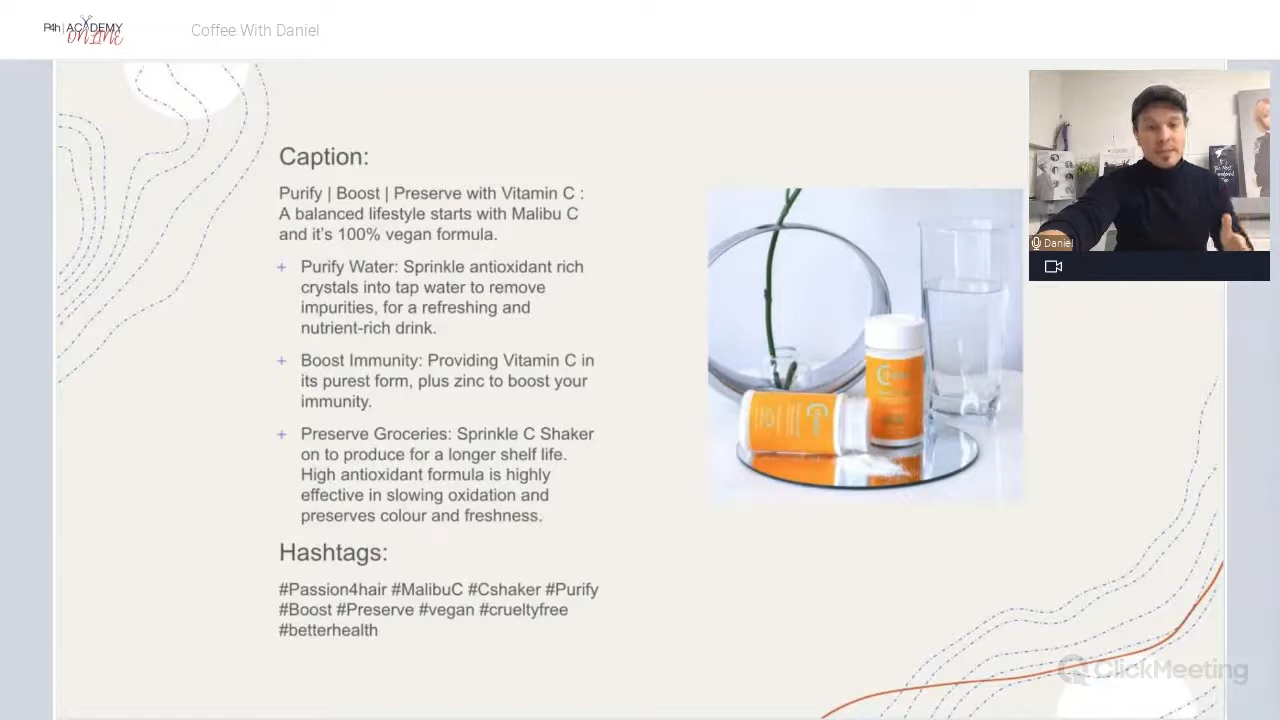 P4h | ACADEMY
ONLINE
Coffee With Daniel
Caption:
Purify | Boost | Preserve with Vitamin C :
A balanced lifestyle starts with Malibu C
and it's 100% vegan formula.
+ Purify Water: Sprinkle antioxidant rich
crystals into tap water to remove
impurities, for a refreshing and
nutrient-rich drink.
+ Boost Immunity: Providing Vitamin C in
its purest form, plus zinc to boost your
immunity.
+ Preserve Groceries: Sprinkle C Shaker
on to produce for a longer shelf life.
High antioxidant formula is highly
effective in slowing oxidation and
preserves colour and freshness.
Hashtags:
#Passion4hair #MalibuC #Cshaker #Purify
#Boost #Preserve #vegan #crueltyfree
#betterhealth
Daniel
ClickMeeting